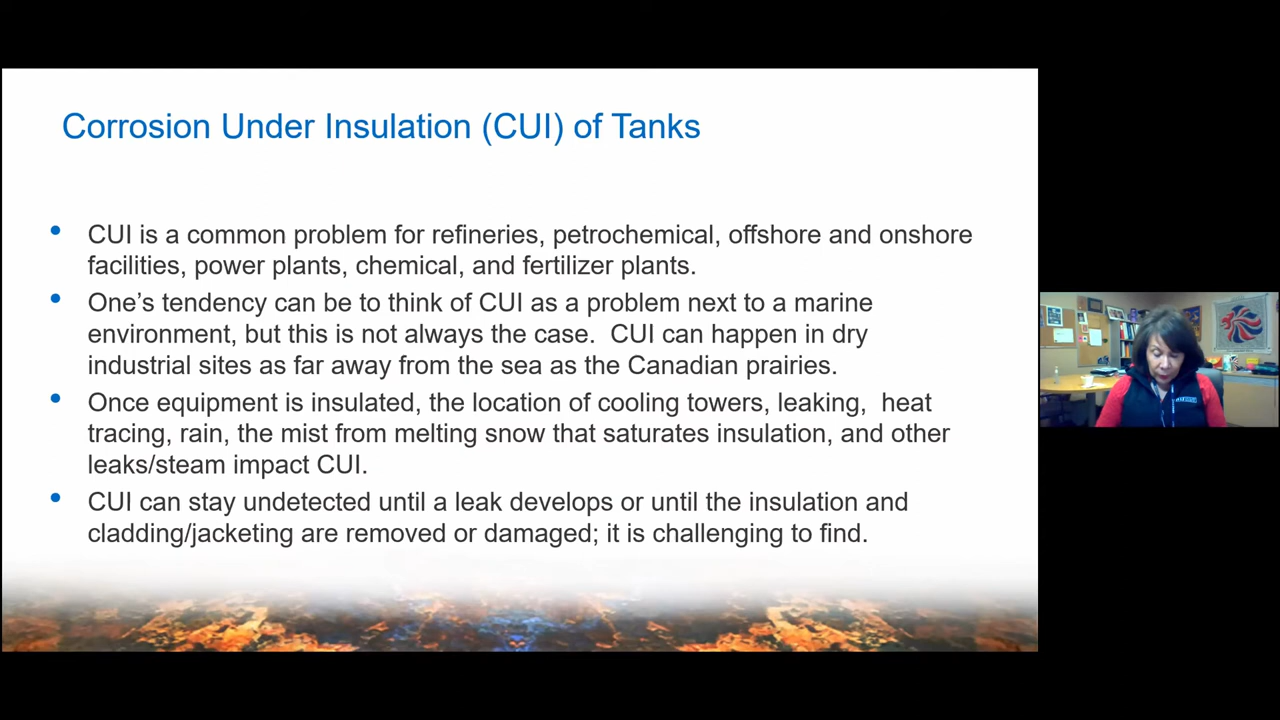 Corrosion Under Insulation (CUI) of Tanks
• CUI is a common problem for refineries, petrochemical, offshore and onshore
facilities, power plants, chemical, and fertilizer plants.
• One’s tendency can be to think of CUI as a problem next to a marine
environment, but this is not always the case.  CUI can happen in dry
industrial sites as far away from the sea as the Canadian prairies.
• Once equipment is insulated, the location of cooling towers, leaking,  heat
tracing, rain, the mist from melting snow that saturates insulation, and other
leaks/steam impact CUI.
• CUI can stay undetected until a leak develops or until the insulation and
cladding/jacketing are removed or damaged; it is challenging to find.